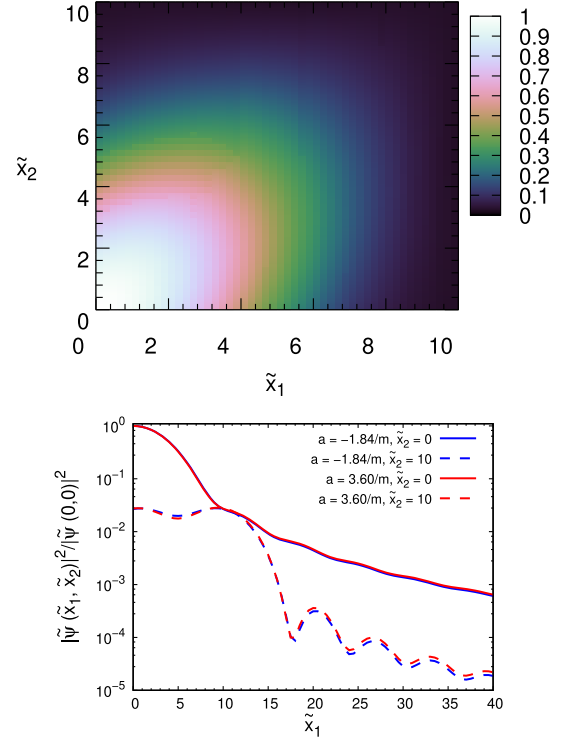 10
8
6
4
2
0
x̃₂
0 2 4 6 8 10
x̃₁
1
0.9
0.8
0.7
0.6
0.5
0.4
0.3
0.2
0.1
0
|ψ̃ (x̃₁, x̃₂)|²/|ψ̃ (0,0)|²
10⁰
10⁻¹
10⁻²
10⁻³
10⁻⁴
10⁻⁵
a = −1.84/m, x̃₂ = 0
a = −1.84/m, x̃₂ = 10
a = 3.60/m, x̃₂ = 0
a = 3.60/m, x̃₂ = 10
0 5 10 15 20 25 30 35 40
x̃₁